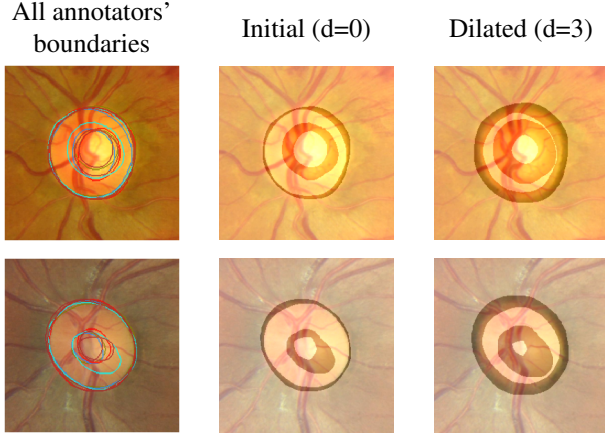 All annotators’
boundaries
Initial (d=0)
Dilated (d=3)